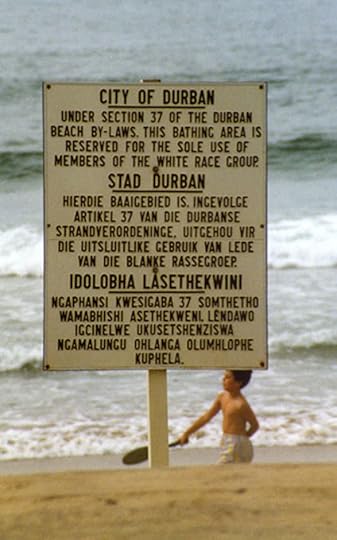 CITY OF DURBAN
UNDER SECTION 37 OF THE DURBAN
BEACH BY-LAWS. THIS BATHING AREA IS
RESERVED FOR THE SOLE USE OF
MEMBERS OF THE WHITE RACE GROUP.
STAD DURBAN
HIERDIE BAAIGEBIED IS, INGEVOLGE
ARTIKEL 37 VAN DIE DURBANSE
STRANDVERORDENINGE, UITGEHOU VIR
DIE UITSLUITLIKE GEBRUIK VAN LEDE
VAN DIE BLANKE RASSEGROEP.
IDOLOBHA LASETHEKWINI
NGAPHANSI KWESIGABA 37 SOMTHETHO
WAMABHISHI ASETHEKWENI, LENDAWO
IGCINELWE UKUSETSHENZISWA
NGAMALUNGU OHLANGA OLUMHLOPHE
KUPHELA.